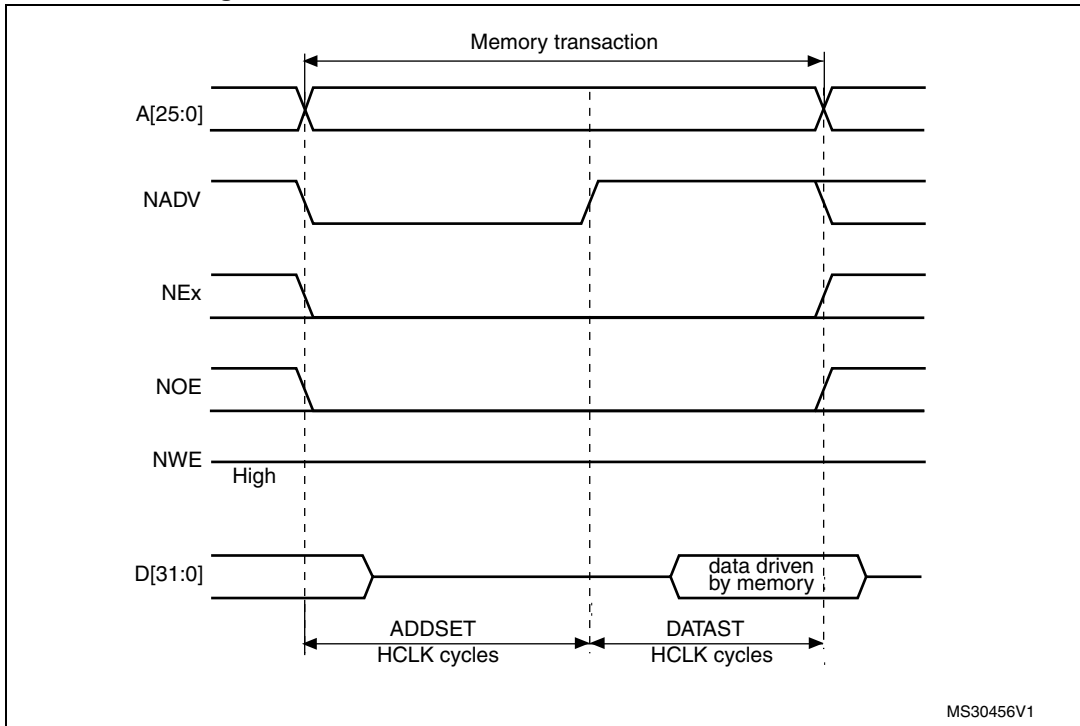 Memory transaction
A[25:0]
NADV
NEx
NOE
NWE
High
D[31:0]
data driven
by memory
ADDSET
HCLK cycles
DATAST
HCLK cycles
MS30456V1